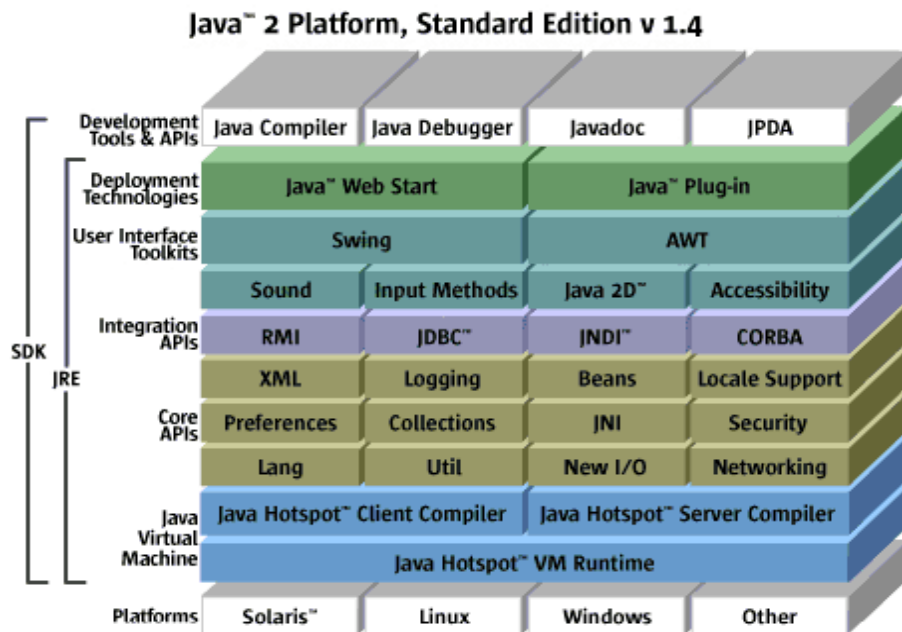 Java™ 2 Platform, Standard Edition v 1.4
Development
Tools & APIs
Java Compiler
Java Debugger
Javadoc
JPDA
Deployment
Technologies
Java™ Web Start
Java™ Plug-in
User Interface
Toolkits
Swing
AWT
Sound
Input Methods
Java 2D™
Accessibility
Integration
APIs
RMI
JDBC™
JNDI™
CORBA
SDK
JRE
XML
Logging
Beans
Locale Support
Core
APIs
Preferences
Collections
JNI
Security
Lang
Util
New I/O
Networking
Java
Virtual
Machine
Java Hotspot™ Client Compiler
Java Hotspot™ Server Compiler
Java Hotspot™ VM Runtime
Platforms
Solaris™
Linux
Windows
Other